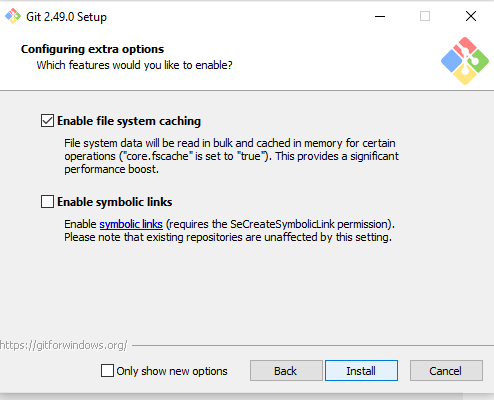 Git 2.49.0 Setup
Configuring extra options
Which features would you like to enable?
Enable file system caching
File system data will be read in bulk and cached in memory for certain
operations ("core.fscache" is set to "true"). This provides a significant
performance boost.
Enable symbolic links
Enable symbolic links (requires the SeCreateSymbolicLink permission).
Please note that existing repositories are unaffected by this setting.
https://gitforwindows.org/
Only show new options
Back
Install
Cancel